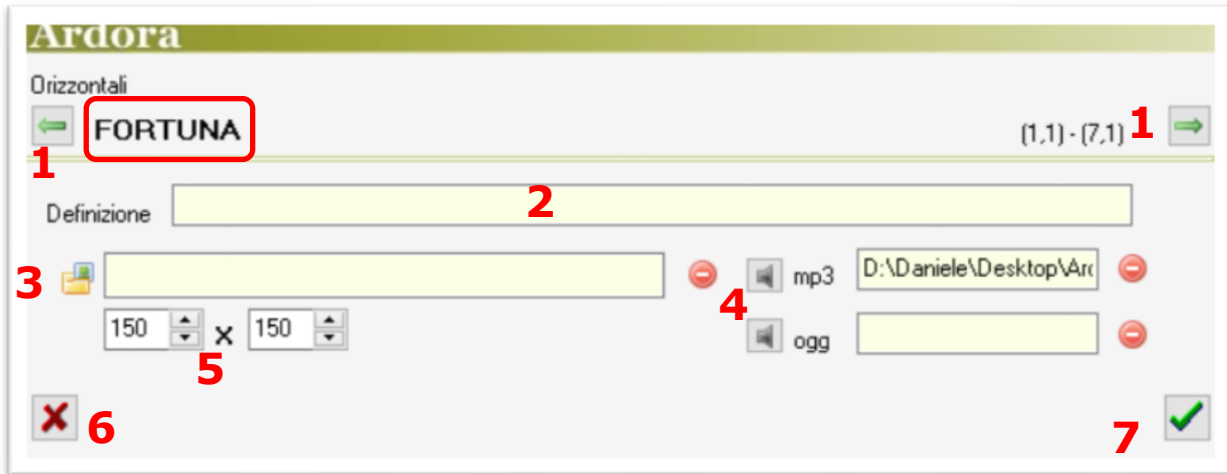 Ardora
Orizzontali
FORTUNA (1,1) - (7,1) 1
1
Definizione 2
3 4 mp3 D:\Daniele\Desktop\Ard
150 x 150 ogg
5
6 7